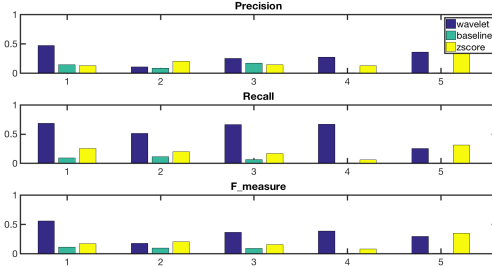 Precision
1
0.5
0
wavelet
baseline
zscore
1 2 3 4 5
Recall
1
0.5
0
1 2 3 4 5
F_measure
1
0.5
0
1 2 3 4 5